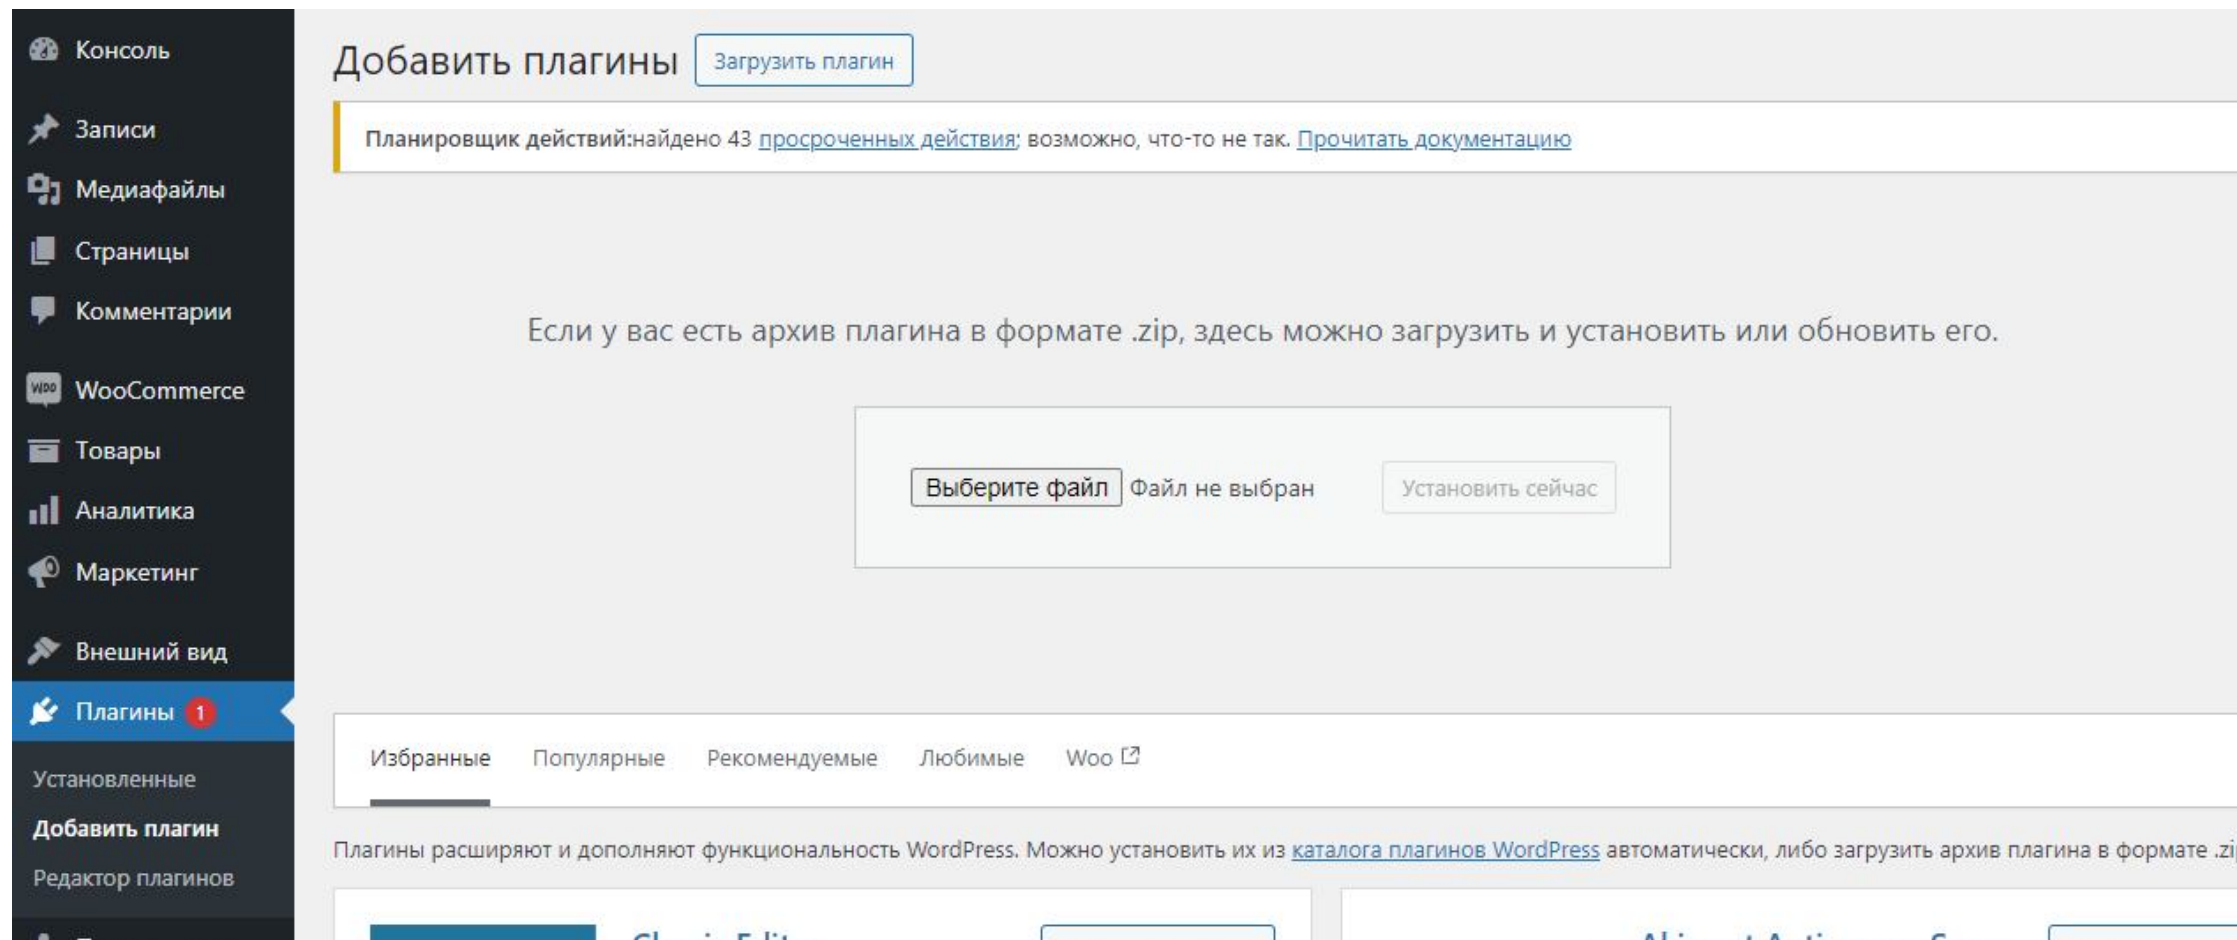 Консоль
Записи
Медиафайлы
Страницы
Комментарии
WooCommerce
Товары
Аналитика
Маркетинг
Внешний вид
Плагины 1
Установленные
Добавить плагин
Редактор плагинов
Добавить плагины Загрузить плагин
Планировщик действий:найдено 43 просроченных действия; возможно, что-то не так. Прочитать документацию
Если у вас есть архив плагина в формате .zip, здесь можно загрузить и установить или обновить его.
Выберите файл Файл не выбран Установить сейчас
Избранные Популярные Рекомендуемые Любимые Woo
Плагины расширяют и дополняют функциональность WordPress. Можно установить их из каталога плагинов WordPress автоматически, либо загрузить архив плагина в формате